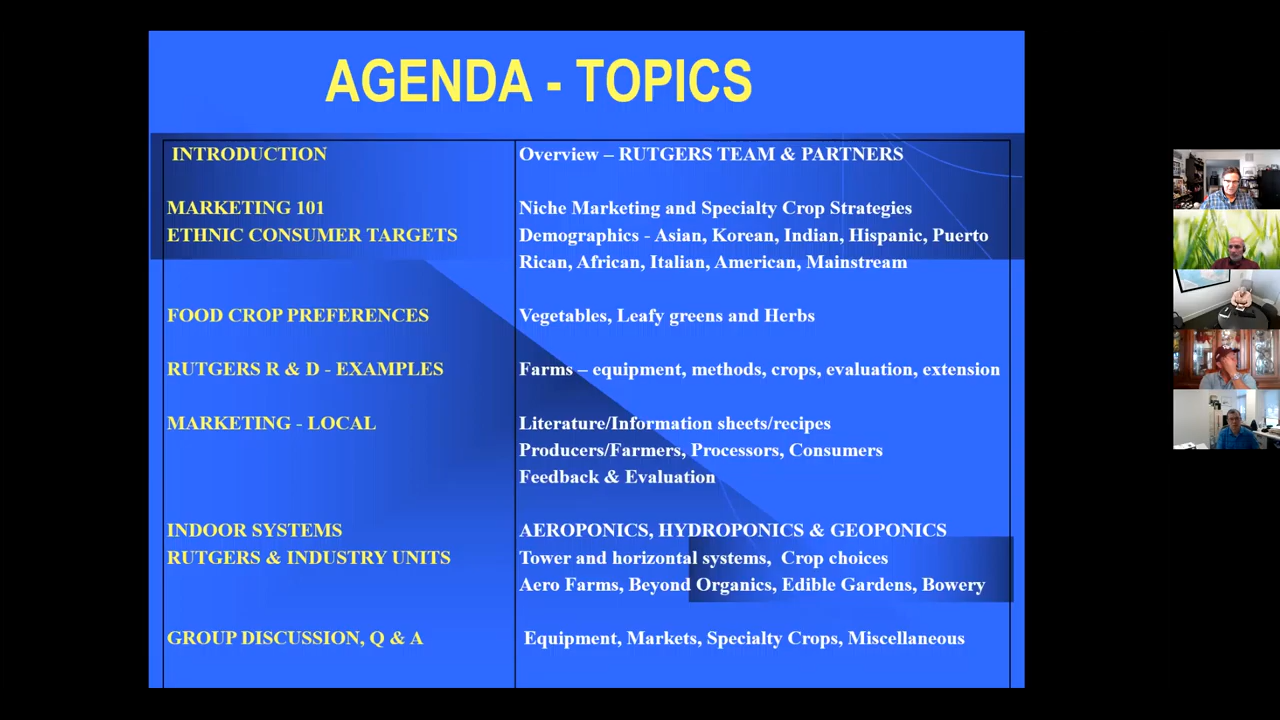 AGENDA - TOPICS
INTRODUCTION
Overview – RUTGERS TEAM & PARTNERS
MARKETING 101
Niche Marketing and Specialty Crop Strategies
ETHNIC CONSUMER TARGETS
Demographics - Asian, Korean, Indian, Hispanic, Puerto
Rican, African, Italian, American, Mainstream
FOOD CROP PREFERENCES
Vegetables, Leafy greens and Herbs
RUTGERS R & D - EXAMPLES
Farms – equipment, methods, crops, evaluation, extension
MARKETING - LOCAL
Literature/Information sheets/recipes
Producers/Farmers, Processors, Consumers
Feedback & Evaluation
INDOOR SYSTEMS
AEROPONICS, HYDROPONICS & GEOPONICS
RUTGERS & INDUSTRY UNITS
Tower and horizontal systems, Crop choices
Aero Farms, Beyond Organics, Edible Gardens, Bowery
GROUP DISCUSSION, Q & A
Equipment, Markets, Specialty Crops, Miscellaneous